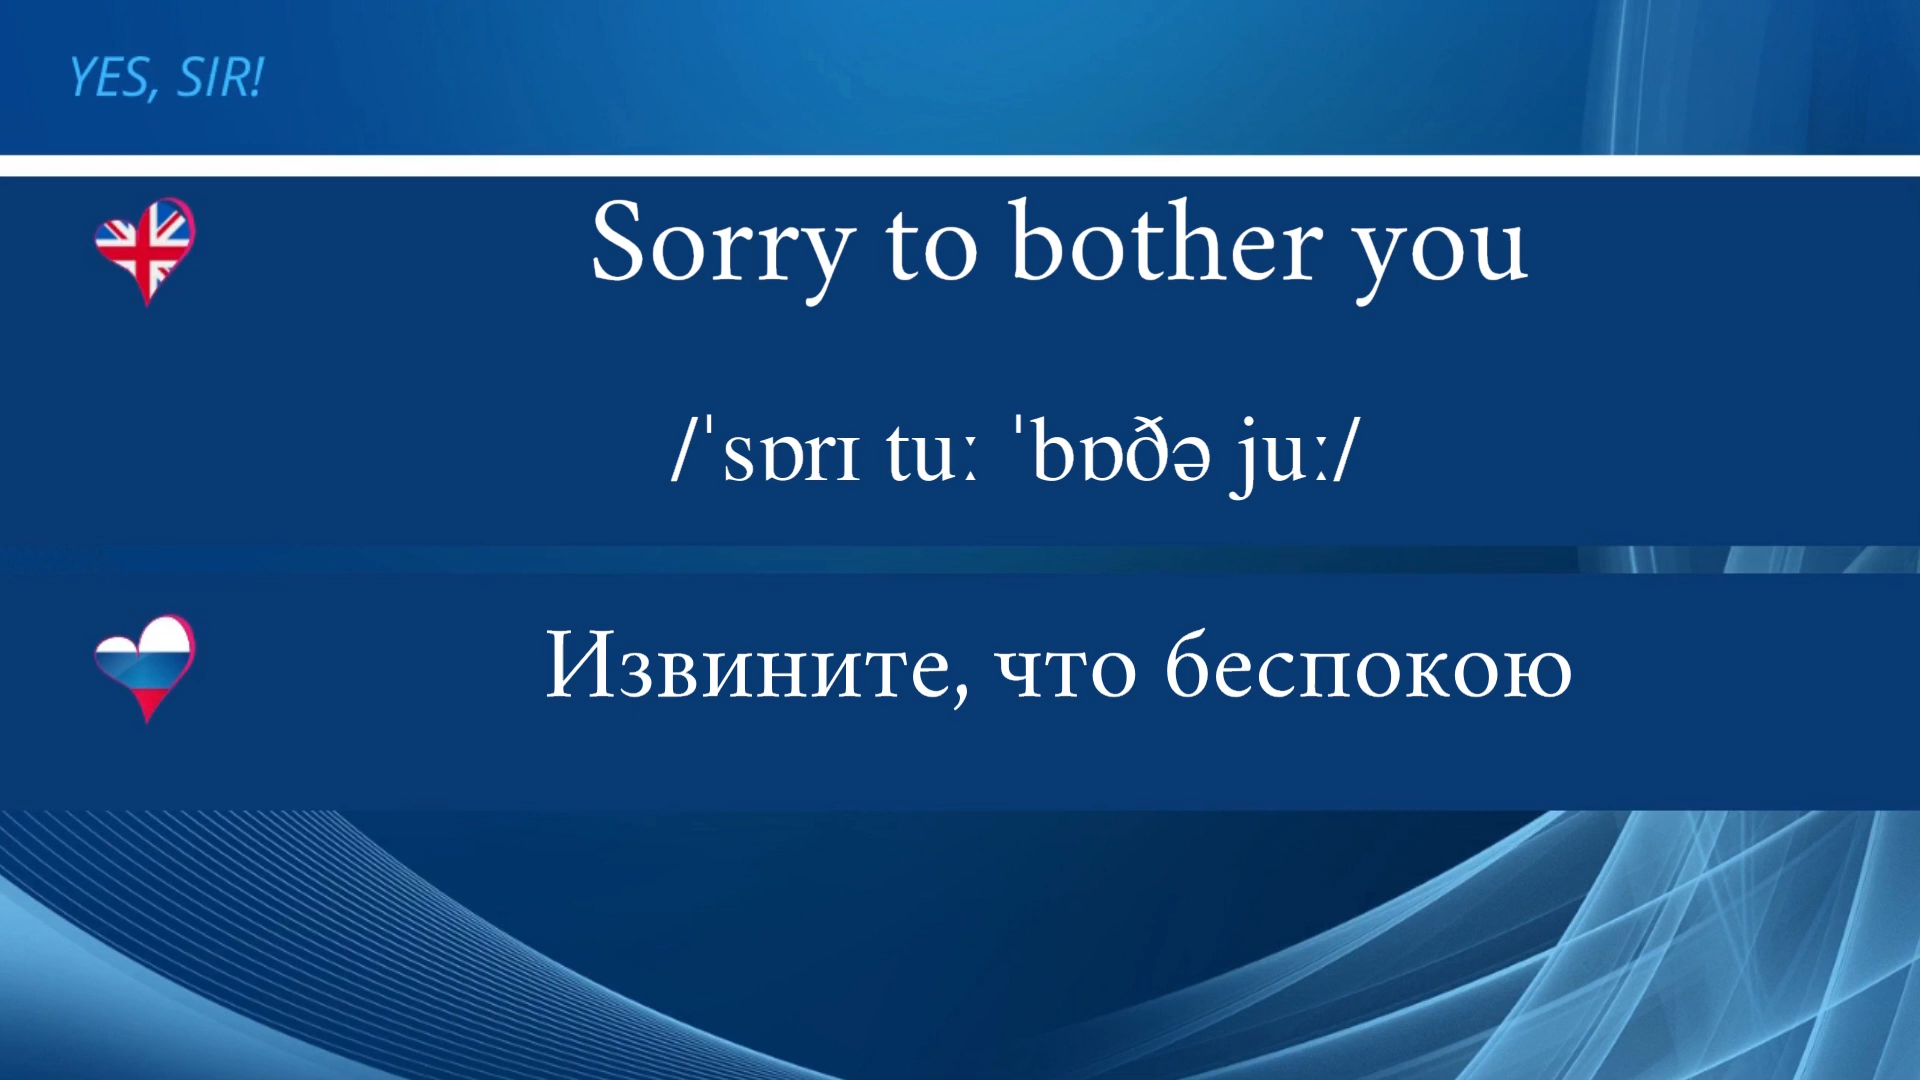 YES, SIR!
Sorry to bother you
/ˈsɒrɪ tuː ˈbɒðə juː/
Извините, что беспокою